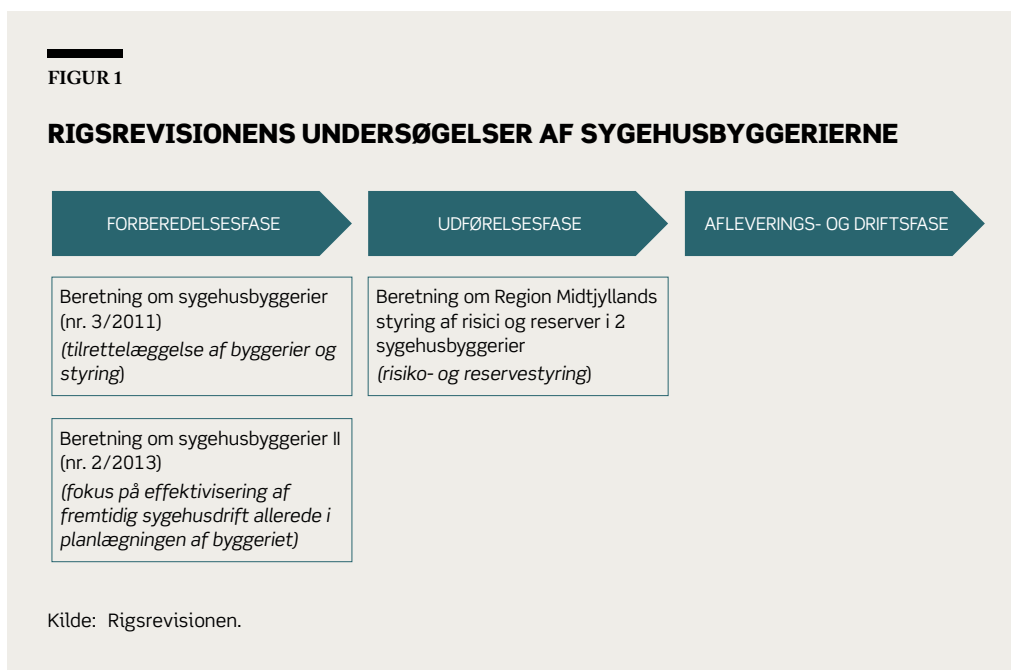 FIGUR 1
RIGSREVISIONENS UNDERSØGELSER AF SYGEHUSBYGGERIERNE
FORBEREDELSESFASE
UDFØRELSESFASE
AFLEVERINGS- OG DRIFTSFASE
Beretning om sygehusbyggerier
(nr. 3/2011)
(tilrettelæggelse af byggerier og
styring)
Beretning om Region Midtjyllands
styring af risici og reserver i 2
sygehusbyggerier
(risiko- og reservestyring)
Beretning om sygehusbyggerier II
(nr. 2/2013)
(fokus på effektivisering af
fremtidig sygehusdrift allerede i
planlægningen af byggeriet)
Kilde: Rigsrevisionen.